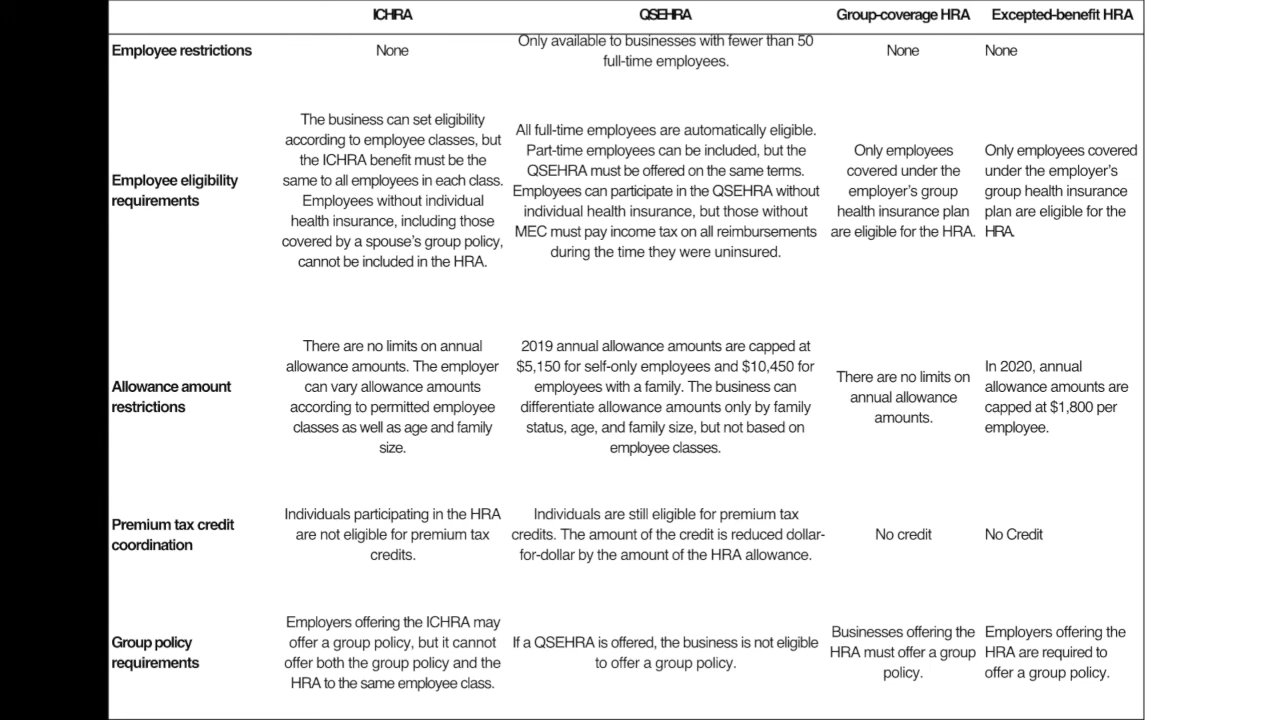 ICHRA QSEHRA Group-coverage HRA Excepted-benefit HRA
Employee restrictions
None
Only available to businesses with fewer than 50
full-time employees.
None
None
Employee eligibility
requirements
The business can set eligibility
according to employee classes, but
the ICHRA benefit must be the
same to all employees in each class.
Employees without individual
health insurance, including those
covered by a spouse's group policy,
cannot be included in the HRA.
All full-time employees are automatically eligible.
Part-time employees can be included, but the
QSEHRA must be offered on the same terms.
Employees can participate in the QSEHRA without
individual health insurance, but those without
MEC must pay income tax on all reimbursements
during the time they were uninsured.
Only employees
covered under the
employer's group
health insurance plan
are eligible for the HRA.
Only employees covered
under the employer's
group health insurance
plan are eligible for the
HRA.
Allowance amount
restrictions
There are no limits on annual
allowance amounts. The employer
can vary allowance amounts
according to permitted employee
classes as well as age and family
size.
2019 annual allowance amounts are capped at
$5,150 for self-only employees and $10,450 for
employees with a family. The business can
differentiate allowance amounts only by family
status, age, and family size, but not based on
employee classes.
There are no limits on
annual allowance
amounts.
In 2020, annual
allowance amounts are
capped at $1,800 per
employee.
Premium tax credit
coordination
Individuals participating in the HRA
are not eligible for premium tax
credits.
Individuals are still eligible for premium tax
credits. The amount of the credit is reduced dollar-
for-dollar by the amount of the HRA allowance.
No credit
No Credit
Group policy
requirements
Employers offering the ICHRA may
offer a group policy, but it cannot
offer both the group policy and the
HRA to the same employee class.
If a QSEHRA is offered, the business is not eligible
to offer a group policy.
Businesses offering the
HRA must offer a group
policy.
Employers offering the
HRA are required to
offer a group policy.